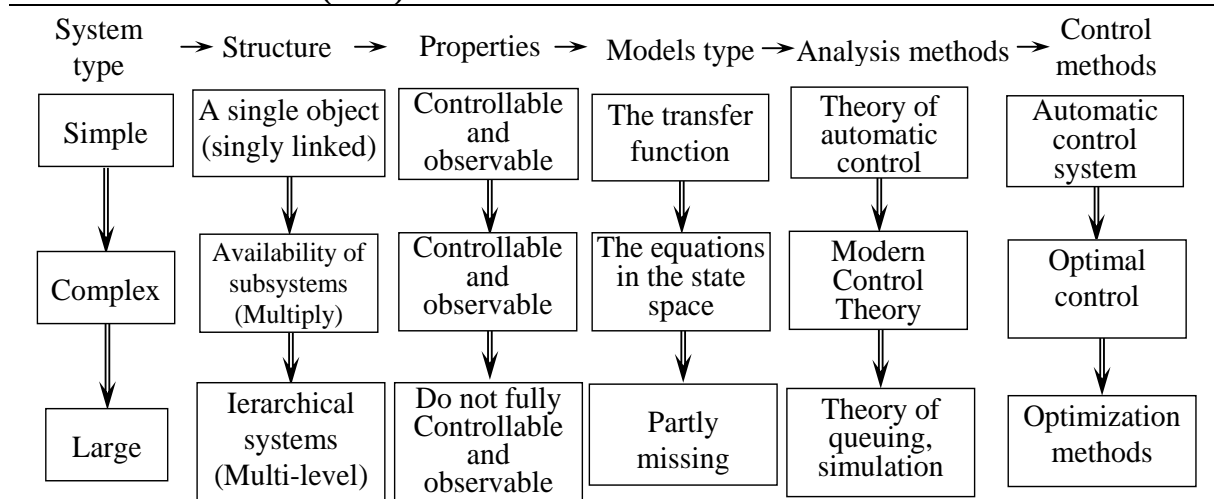 System type
Structure
Properties
Models type
Analysis methods
Control methods
Simple
A single object
(singly linked)
Controllable
and
observable
The transfer
function
Theory of
automatic
control
Automatic
control
system
Complex
Availability of
subsystems
(Multiply)
Controllable
and
observable
The equations
in the state
space
Modern
Control
Theory
Optimal
control
Large
Ierarchical
systems
(Multi-level)
Do not fully
Controllable
and
observable
Partly
missing
Theory of
queuing,
simulation
Optimization
methods